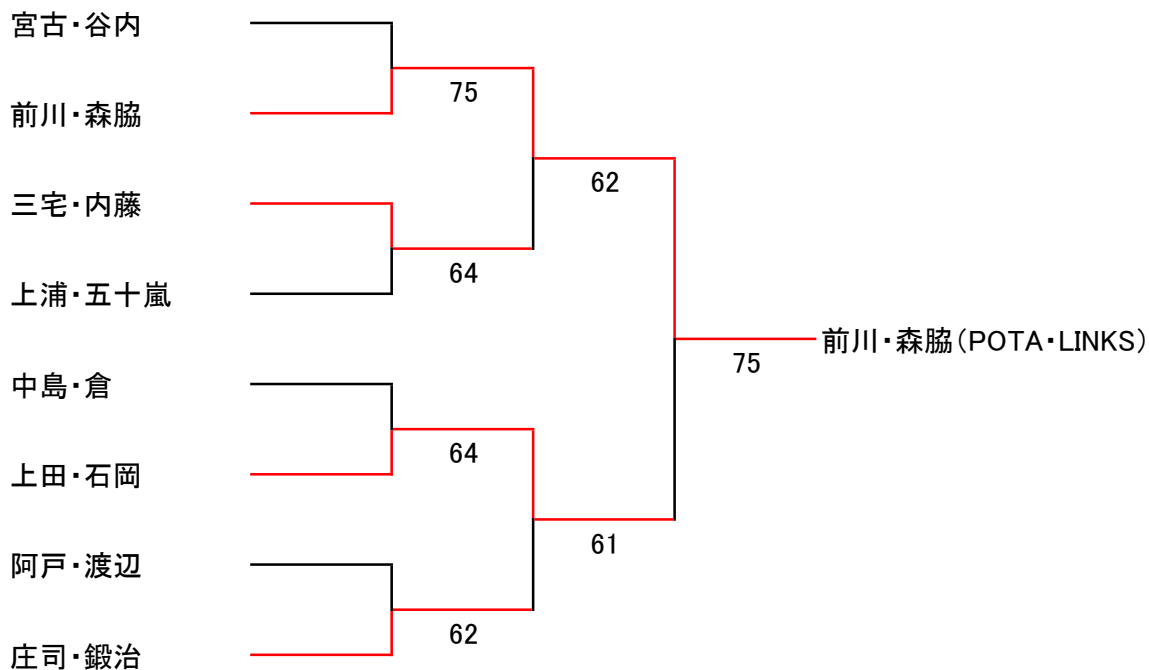 宮古・谷内
75
前川・森脇
62
三宅・内藤
64
上浦・五十嵐
前川・森脇(POTA・LINKS)
75
中島・倉
64
上田・石岡
61
阿戸・渡辺
62
庄司・鍛治